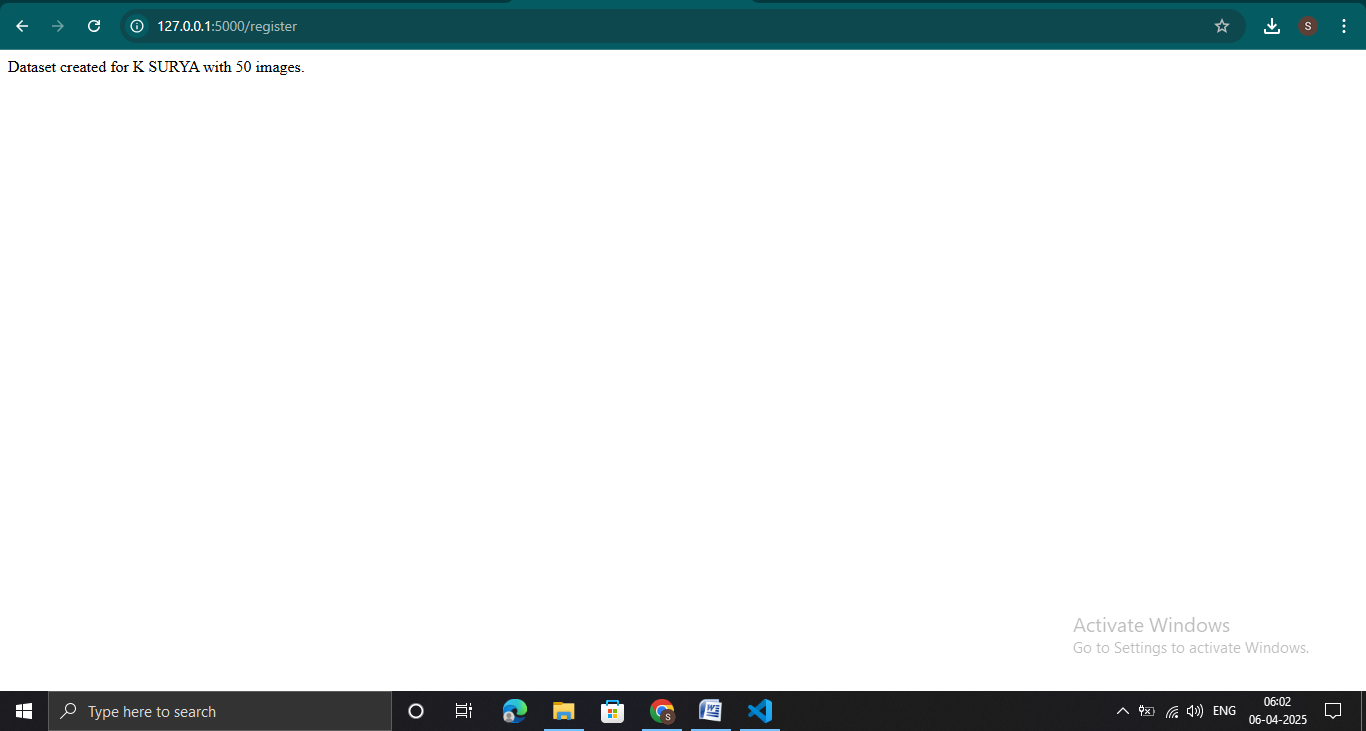 127.0.0.1:5000/register
S
Dataset created for K SURYA with 50 images.
Activate Windows
Go to Settings to activate Windows.
Type here to search
S
W
ENG
06:02
06-04-2025